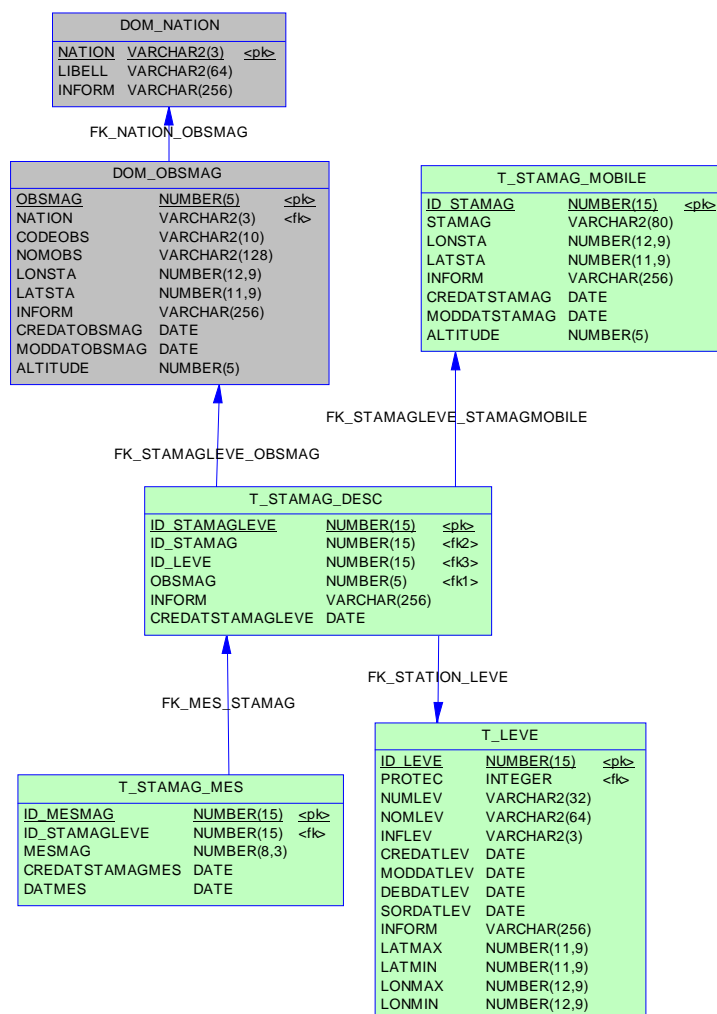 DOM_NATION
NATION VARCHAR2(3) <pk>
LIBELL VARCHAR2(64)
INFORM VARCHAR(256)
FK_NATION_OBSMAG
DOM_OBSMAG
OBSMAG NUMBER(5) <pk>
NATION VARCHAR2(3) <fk>
CODEOBS VARCHAR2(10)
NOMOBS VARCHAR2(128)
LONSTA NUMBER(12,9)
LATSTA NUMBER(11,9)
INFORM VARCHAR(256)
CREDATOBSMAG DATE
MODDATOBSMAG DATE
ALTITUDE NUMBER(5)
T_STAMAG_MOBILE
ID_STAMAG NUMBER(15) <pk>
STAMAG VARCHAR2(80)
LONSTA NUMBER(12,9)
LATSTA NUMBER(11,9)
INFORM VARCHAR(256)
CREDATSTAMAG DATE
MODDATSTAMAG DATE
ALTITUDE NUMBER(5)
FK_STAMAGLEVE_STAMAGMOBILE
FK_STAMAGLEVE_OBSMAG
T_STAMAG_DESC
ID_STAMAGLEVE NUMBER(15) <pk>
ID_STAMAG NUMBER(15) <fk2>
ID_LEVE NUMBER(15) <fk3>
OBSMAG NUMBER(5) <fk1>
INFORM VARCHAR(256)
CREDATSTAMAGLEVE DATE
FK_STATION_LEVE
FK_MES_STAMAG
T_STAMAG_MES
ID_MESMAG NUMBER(15) <pk>
ID_STAMAGLEVE NUMBER(15) <fk>
MESMAG NUMBER(8,3)
CREDATSTAMAGMES DATE
DATMES DATE
T_LEVE
ID_LEVE NUMBER(15) <pk>
PROTEC INTEGER <fk>
NUMLEV VARCHAR2(32)
NOMLEV VARCHAR2(64)
INFLEV VARCHAR2(3)
CREDATLEV DATE
MODDATLEV DATE
DEBDATLEV DATE
SORDATLEV DATE
INFORM VARCHAR(256)
LATMAX NUMBER(11,9)
LATMIN NUMBER(11,9)
LONMAX NUMBER(12,9)
LONMIN NUMBER(12,9)